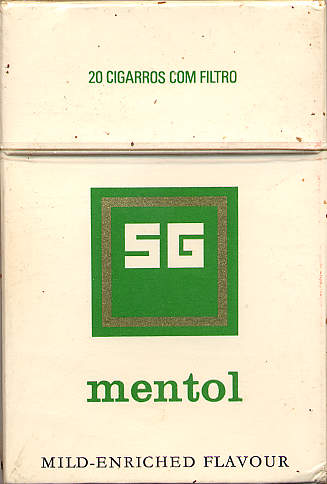 20 CIGARROS COM FILTRO
SG
mentol
MILD-ENRICHED FLAVOUR